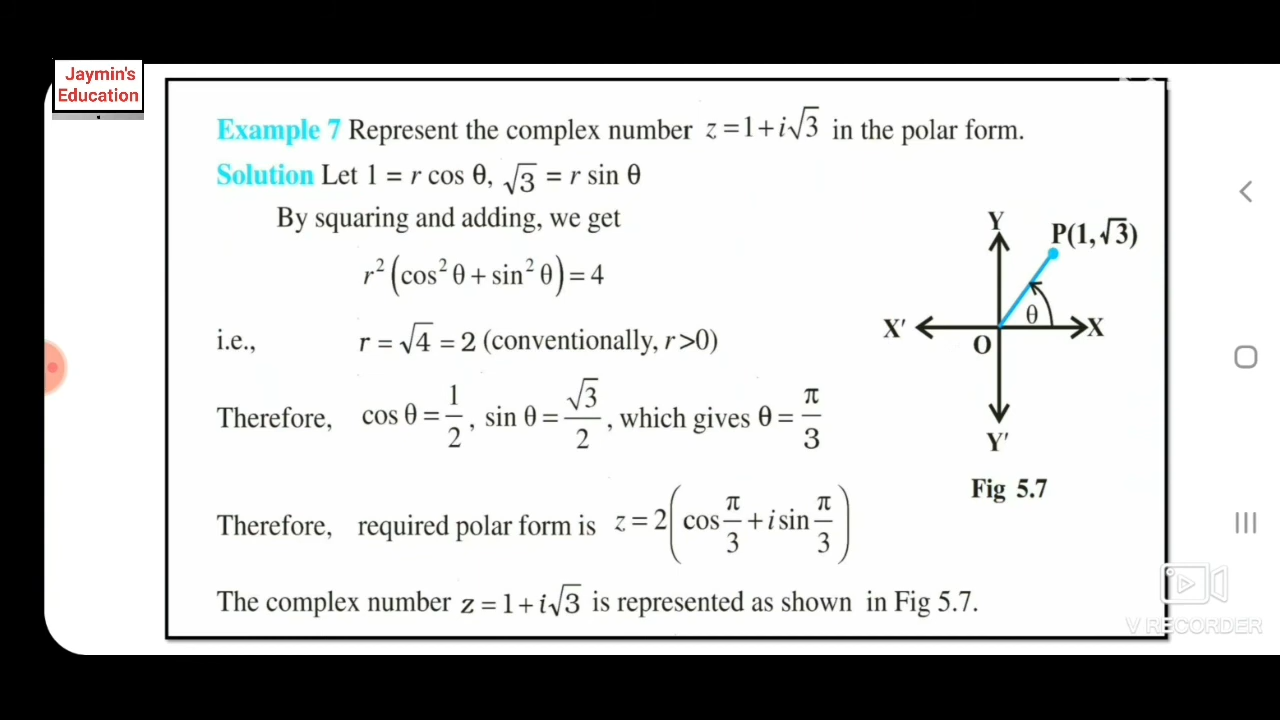 Jaymin's
Education
Example 7 Represent the complex number z=1+i√3 in the polar form.
Solution Let 1 = r cos θ, √3 = r sin θ
By squaring and adding, we get
r²(cos²θ+sin²θ)=4
i.e., r = √4 = 2 (conventionally, r >0)
Therefore, cos θ = 1/2, sin θ = √3/2, which gives θ = π/3
Therefore, required polar form is z = 2(cos π/3 + i sin π/3)
The complex number z=1+i√3 is represented as shown in Fig 5.7.
Y
P(1,√3)
θ
X' X
O
Y'
Fig 5.7
V RECORDER